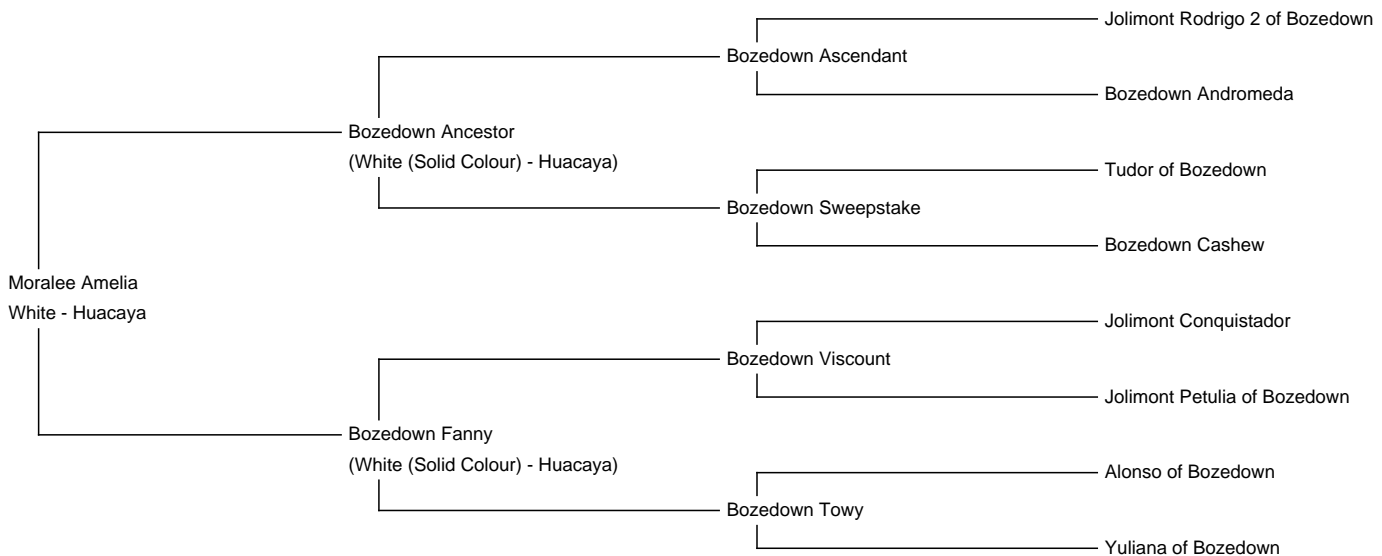 Jolimont Rodrigo 2 of Bozedown
Bozedown Ascendant
Bozedown Andromeda
Bozedown Ancestor
(White (Solid Colour) - Huacaya)
Tudor of Bozedown
Bozedown Sweepstake
Bozedown Cashew
Moralee Amelia
White - Huacaya
Jolimont Conquistador
Bozedown Viscount
Jolimont Petulia of Bozedown
Bozedown Fanny
(White (Solid Colour) - Huacaya)
Alonso of Bozedown
Bozedown Towy
Yuliana of Bozedown